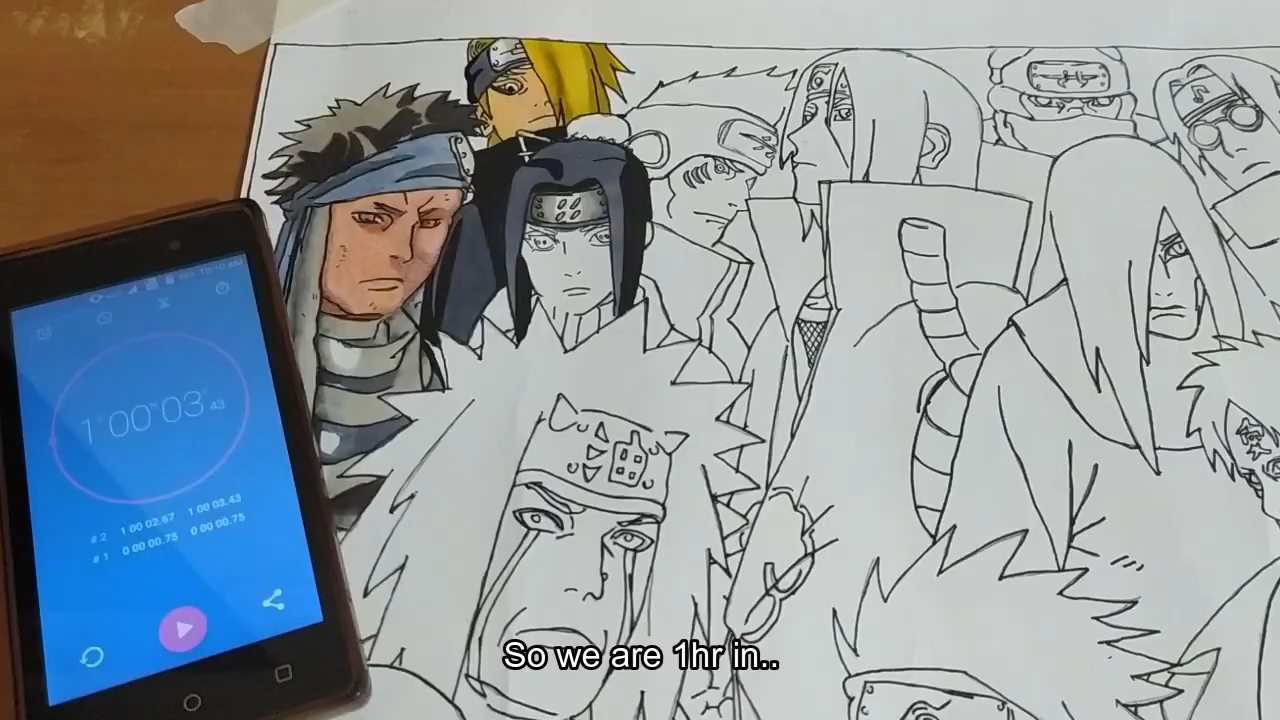 1 00 03 43
# 2 1 00 02.67 1 00 03.43
# 1 0 00 00.75 0 00 00.75
So we are 1hr in..